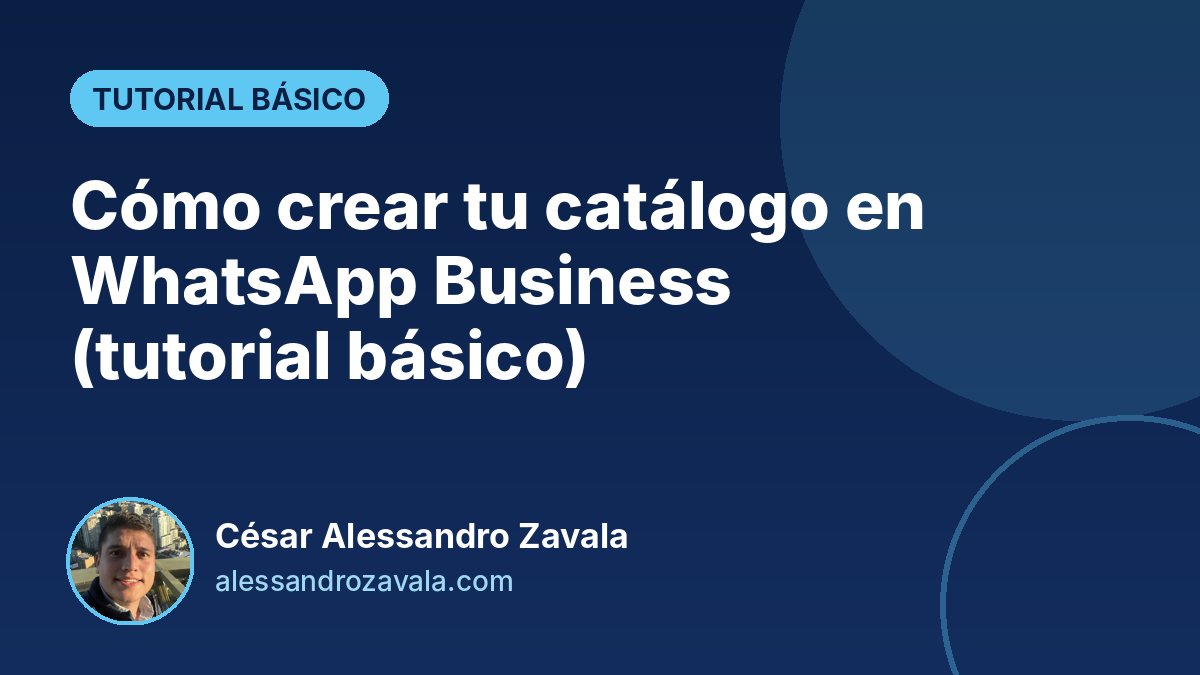 TUTORIAL BÁSICO
Cómo crear tu catálogo en
WhatsApp Business
(tutorial básico)
César Alessandro Zavala
alessandrozavala.com